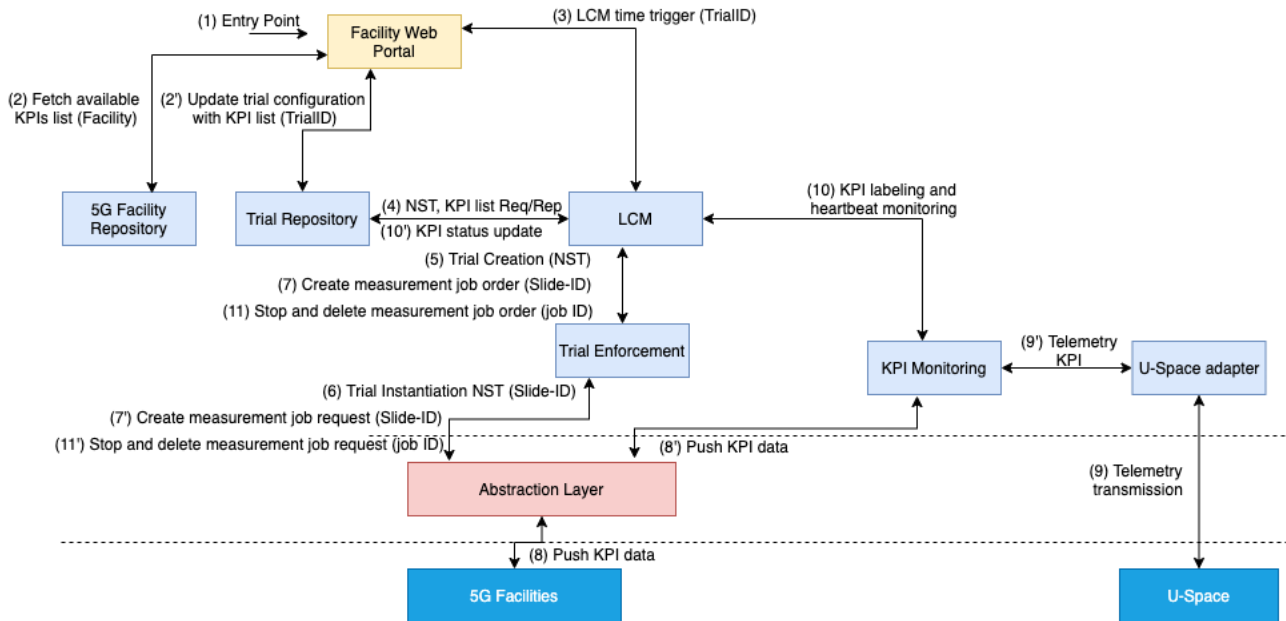 (1) Entry Point
(3) LCM time trigger (TrialID)
Facility Web
Portal
(2) Fetch available
KPIs list (Facility)
(2') Update trial configuration
with KPI list (TrialID)
5G Facility
Repository
Trial Repository
(4) NST, KPI list Req/Rep
(10') KPI status update
LCM
(10) KPI labeling and
heartbeat monitoring
(5) Trial Creation (NST)
(7) Create measurement job order (Slide-ID)
(11) Stop and delete measurement job order (job ID)
Trial Enforcement
KPI Monitoring
(9') Telemetry
KPI
U-Space adapter
(6) Trial Instantiation NST (Slide-ID)
(7') Create measurement job request (Slide-ID)
(11') Stop and delete measurement job request (job ID)
(8') Push KPI data
Abstraction Layer
(9) Telemetry
transmission
(8) Push KPI data
5G Facilities
U-Space